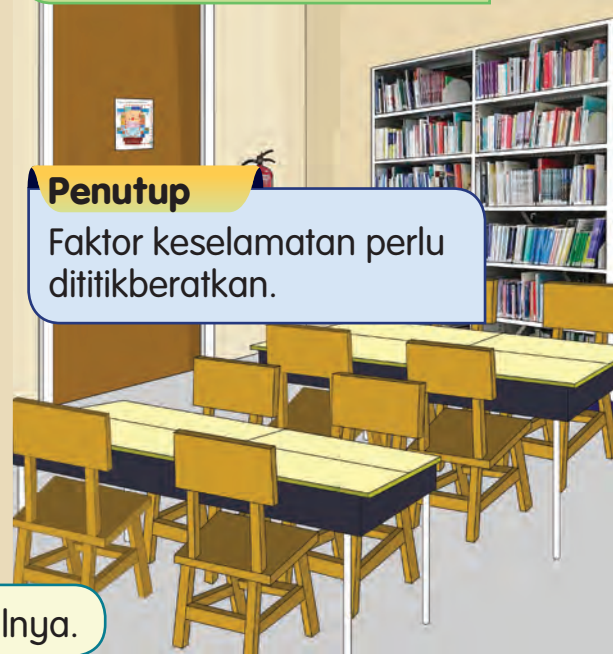 Penutup
Faktor keselamatan perlu
dititikberatkan.
lnya.